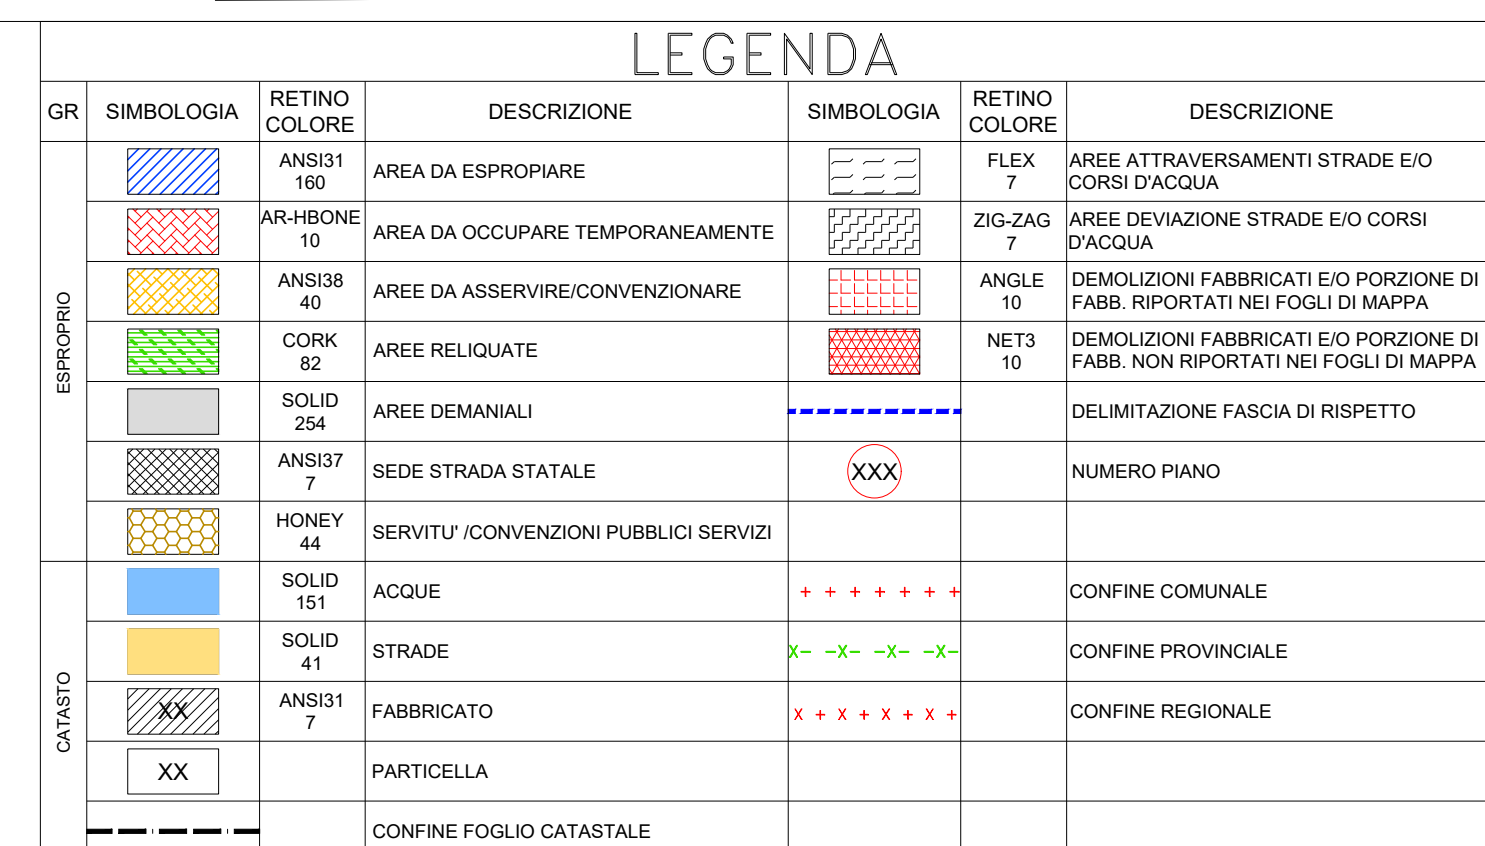 LEGENDA
GR SIMBOLOGIA RETINO COLORE DESCRIZIONE SIMBOLOGIA RETINO COLORE DESCRIZIONE
ESPROPRIO
ANSI31
160
AREA DA ESPROPIARE
FLEX
7
AREE ATTRAVERSAMENTI STRADE E/O
CORSI D'ACQUA
AR-HBONE
10
AREA DA OCCUPARE TEMPORANEAMENTE
ZIG-ZAG
7
AREE DEVIAZIONE STRADE E/O CORSI
D'ACQUA
ANSI38
40
AREE DA ASSERVIRE/CONVENZIONARE
ANGLE
10
DEMOLIZIONI FABBRICATI E/O PORZIONE DI
FABB. RIPORTATI NEI FOGLI DI MAPPA
CORK
82
AREE RELIQUATE
NET3
10
DEMOLIZIONI FABBRICATI E/O PORZIONE DI
FABB. NON RIPORTATI NEI FOGLI DI MAPPA
SOLID
254
AREE DEMANIALI
DELIMITAZIONE FASCIA DI RISPETTO
ANSI37
7
SEDE STRADA STATALE
XXX
NUMERO PIANO
HONEY
44
SERVITU' /CONVENZIONI PUBBLICI SERVIZI
CATASTO
SOLID
151
ACQUE
CONFINE COMUNALE
SOLID
41
STRADE
CONFINE PROVINCIALE
XX
ANSI31
7
FABBRICATO
CONFINE REGIONALE
XX
PARTICELLA
CONFINE FOGLIO CATASTALE